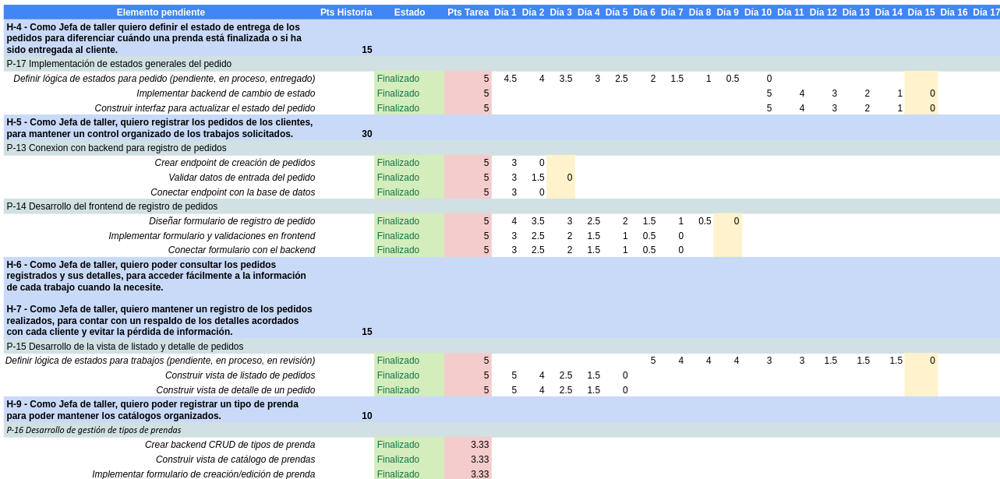 Elemento pendiente Pts Historia Estado Pts Tarea Día 1 Día 2 Día 3 Día 4 Día 5 Día 6 Día 7 Día 8 Día 9 Día 10 Día 11 Día 12 Día 13 Día 14 Día 15 Día 16 Día 17
H-4 - Como Jefa de taller quiero definir el estado de entrega de los
pedidos para diferenciar cuándo una prenda está finalizada o si ha
sido entregada al cliente. 15
P-17 Implementación de estados generales del pedido
Definir lógica de estados para pedido (pendiente, en proceso, entregado) Finalizado 5 4.5 4 3.5 3 2.5 2 1.5 1 0.5 0
Implementar backend de cambio de estado Finalizado 5 5 4 3 2 1 0
Construir interfaz para actualizar el estado del pedido Finalizado 5 5 4 3 2 1 0
H-5 - Como Jefa de taller, quiero registrar los pedidos de los clientes,
para mantener un control organizado de los trabajos solicitados. 30
P-13 Conexion con backend para registro de pedidos
Crear endpoint de creación de pedidos Finalizado 5 3 0
Validar datos de entrada del pedido Finalizado 5 3 1.5 0
Conectar endpoint con la base de datos Finalizado 5 3 0
P-14 Desarrollo del frontend de registro de pedidos
Diseñar formulario de registro de pedido Finalizado 5 4 3.5 3 2.5 2 1.5 1 0.5 0
Implementar formulario y validaciones en frontend Finalizado 5 3 2.5 2 1.5 1 0.5 0
Conectar formulario con el backend Finalizado 5 3 2.5 2 1.5 1 0.5 0
H-6 - Como Jefa de taller, quiero poder consultar los pedidos
registrados y sus detalles, para acceder fácilmente a la información
de cada trabajo cuando la necesite.
H-7 - Como Jefa de taller, quiero mantener un registro de los pedidos
realizados, para contar con un respaldo de los detalles acordados
con cada cliente y evitar la pérdida de información. 15
P-15 Desarrollo de la vista de listado y detalle de pedidos
Definir lógica de estados para trabajos (pendiente, en proceso, en revisión) Finalizado 5 5 4 4 4 3 3 1.5 1.5 1.5 0
Construir vista de listado de pedidos Finalizado 5 5 4 2.5 1.5 0
Construir vista de detalle de un pedido Finalizado 5 5 4 2.5 1.5 0
H-9 - Como Jefa de taller, quiero poder registrar un tipo de prenda
para poder mantener los catálogos organizados. 10
P-16 Desarrollo de gestión de tipos de prendas
Crear backend CRUD de tipos de prenda Finalizado 3.33
Construir vista de catálogo de prendas Finalizado 3.33
Implementar formulario de creación/edición de prenda Finalizado 3.33